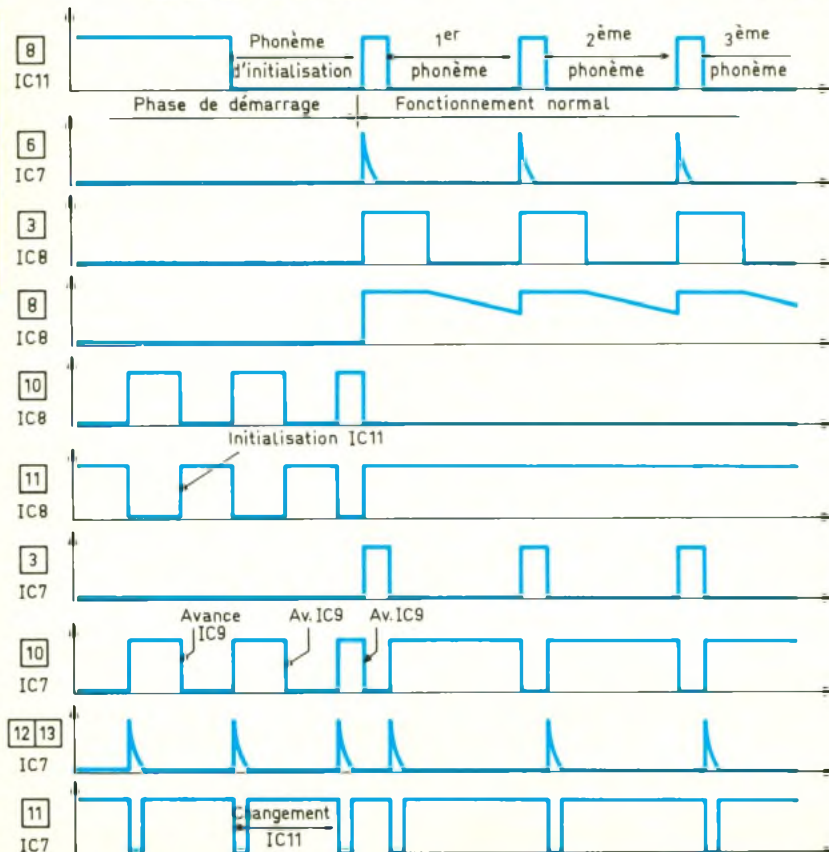 8
IC11
Phonème
d'initialisation
1er
phonème
2ème
phonème
3ème
phonème
Phase de démarrage
Fonctionnement normal
6
IC7
3
IC8
8
IC8
10
IC8
Initialisation IC11
11
IC8
3
IC7
Avance
IC9
Av. IC9
Av. IC9
10
IC7
12 13
IC7
11
IC7
Changement
IC11